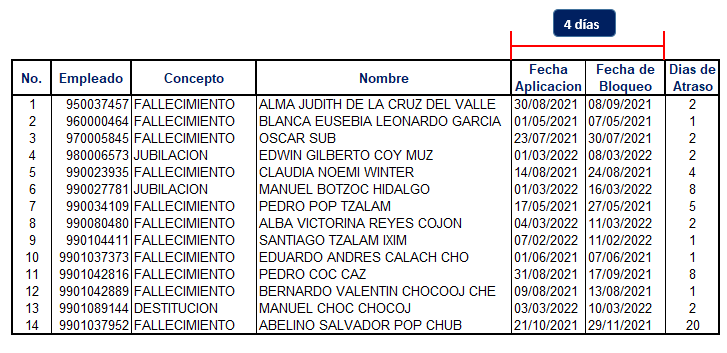 4 días
No. Empleado Concepto Nombre Fecha Aplicacion Fecha de Bloqueo Dias de Atraso
1 950037457 FALLECIMIENTO ALMA JUDITH DE LA CRUZ DEL VALLE 30/08/2021 08/09/2021 2
2 960000464 FALLECIMIENTO BLANCA EUSEBIA LEONARDO GARCIA 01/05/2021 07/05/2021 1
3 970005845 FALLECIMIENTO OSCAR SUB 23/07/2021 30/07/2021 2
4 980006573 JUBILACION EDWIN GILBERTO COY MUZ 01/03/2022 08/03/2022 2
5 990023935 FALLECIMIENTO CLAUDIA NOEMI WINTER 14/08/2021 24/08/2021 4
6 990027781 JUBILACION MANUEL BOTZOC HIDALGO 01/03/2022 16/03/2022 8
7 990034109 FALLECIMIENTO PEDRO POP TZALAM 17/05/2021 27/05/2021 5
8 990080480 FALLECIMIENTO ALBA VICTORINA REYES COJON 04/03/2022 11/03/2022 2
9 990104411 FALLECIMIENTO SANTIAGO TZALAM IXIM 07/02/2022 11/02/2022 1
10 9901037373 FALLECIMIENTO EDUARDO ANDRES CALACH CHO 01/06/2021 07/06/2021 1
11 9901042816 FALLECIMIENTO PEDRO COC CAZ 31/08/2021 17/09/2021 8
12 9901042889 FALLECIMIENTO BERNARDO VALENTIN CHOCOOJ CHE 09/08/2021 13/08/2021 1
13 9901089144 DESTITUCION MANUEL CHOC CHOCOJ 03/03/2022 10/03/2022 2
14 9901037952 FALLECIMIENTO ABELINO SALVADOR POP CHUB 21/10/2021 29/11/2021 20